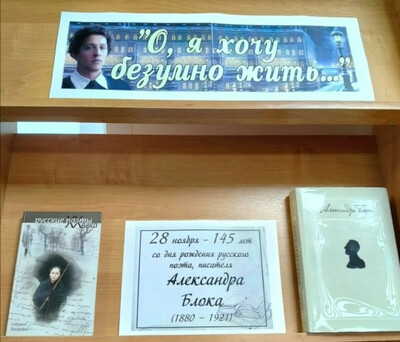 "О, я хочу
безумно жить..."
русские поэты
28 ноября - 145 лет
со дня рождения русского
поэта, писателя
Александра
Блока
(1880 - 1921)
Александр Блок